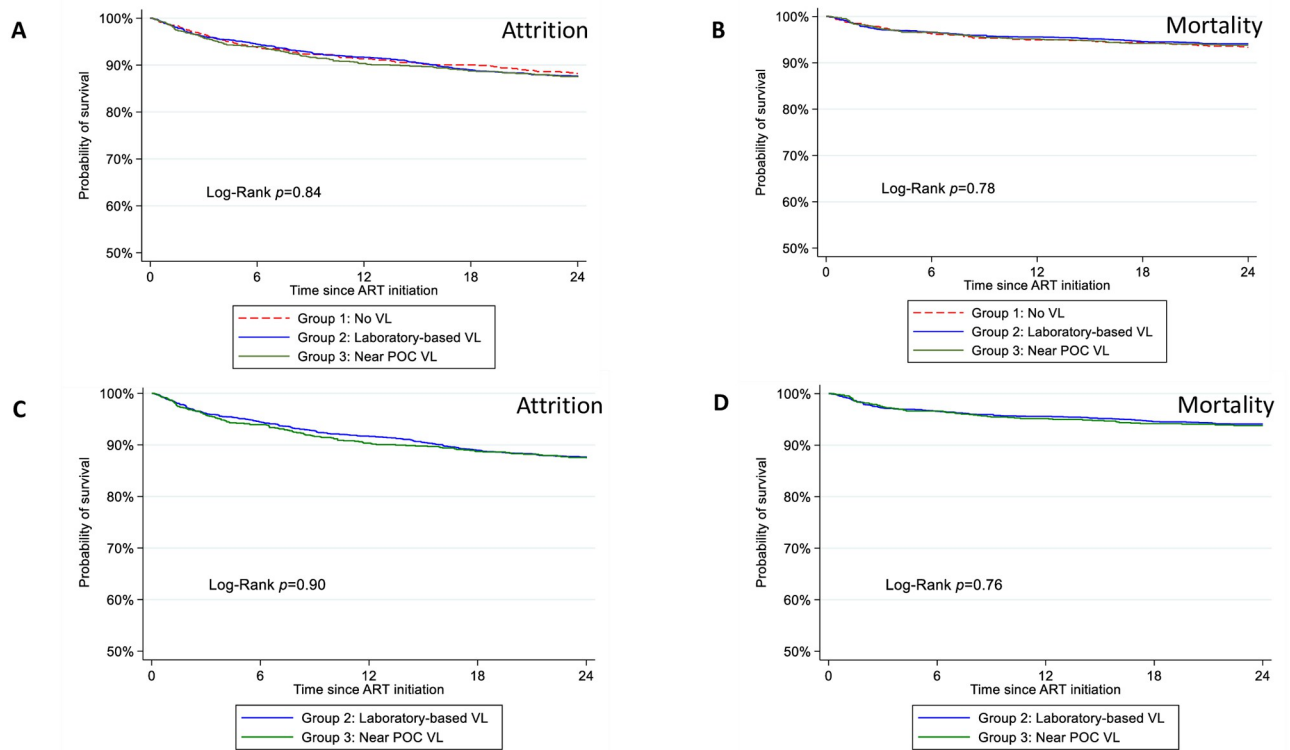 A
Attrition
100%
90%
80%
70%
60%
50%
Probability of survival
Log-Rank p=0.84
0 6 12 18 24
Time since ART initiation
Group 1: No VL
Group 2: Laboratory-based VL
Group 3: Near POC VL
B
Mortality
100%
90%
80%
70%
60%
50%
Probability of survival
Log-Rank p=0.78
0 6 12 18 24
Time since ART initiation
Group 1: No VL
Group 2: Laboratory-based VL
Group 3: Near POC VL
C
Attrition
100%
90%
80%
70%
60%
50%
Probability of survival
Log-Rank p=0.90
0 6 12 18 24
Time since ART initiation
Group 2: Laboratory-based VL
Group 3: Near POC VL
D
Mortality
100%
90%
80%
70%
60%
50%
Probability of survival
Log-Rank p=0.76
0 6 12 18 24
Time since ART initiation
Group 2: Laboratory-based VL
Group 3: Near POC VL